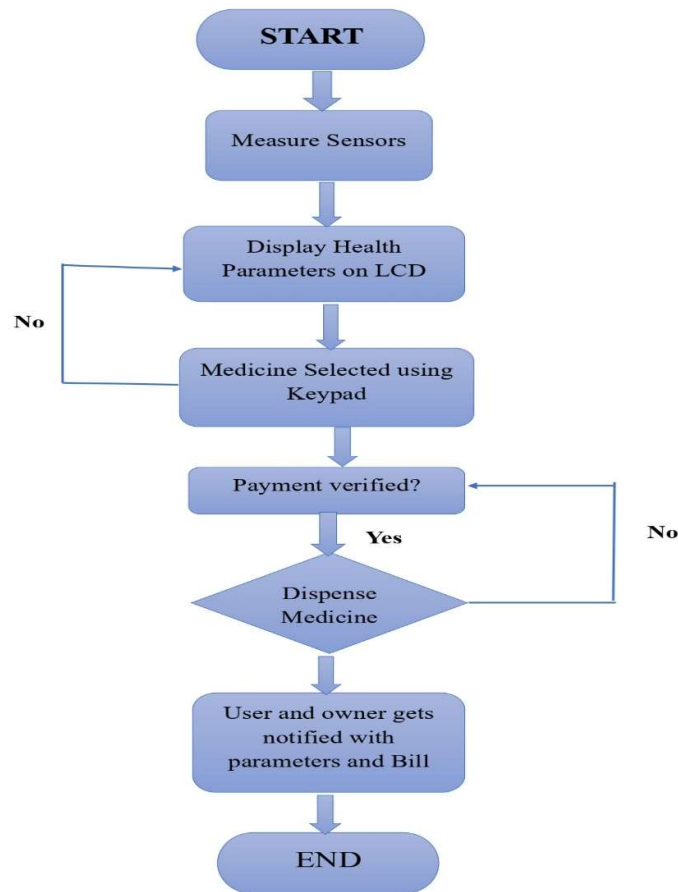 START
Measure Sensors
Display Health
Parameters on LCD
No
Medicine Selected using
Keypad
Payment verified?
Yes
No
Dispense
Medicine
User and owner gets
notified with
parameters and Bill
END